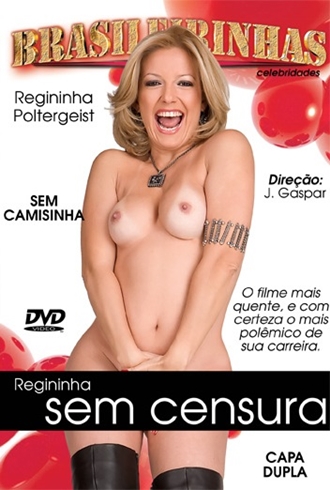 BRASILEIRINHAS
celebridades
Regininha
Poltergeist
SEM
CAMISINHA
Direção:
J. Gaspar
DVD
VIDEO
O filme mais
quente, e com
certeza o mais
polêmico de
sua carreira.
Regininha
sem censura
CAPA
DUPLA